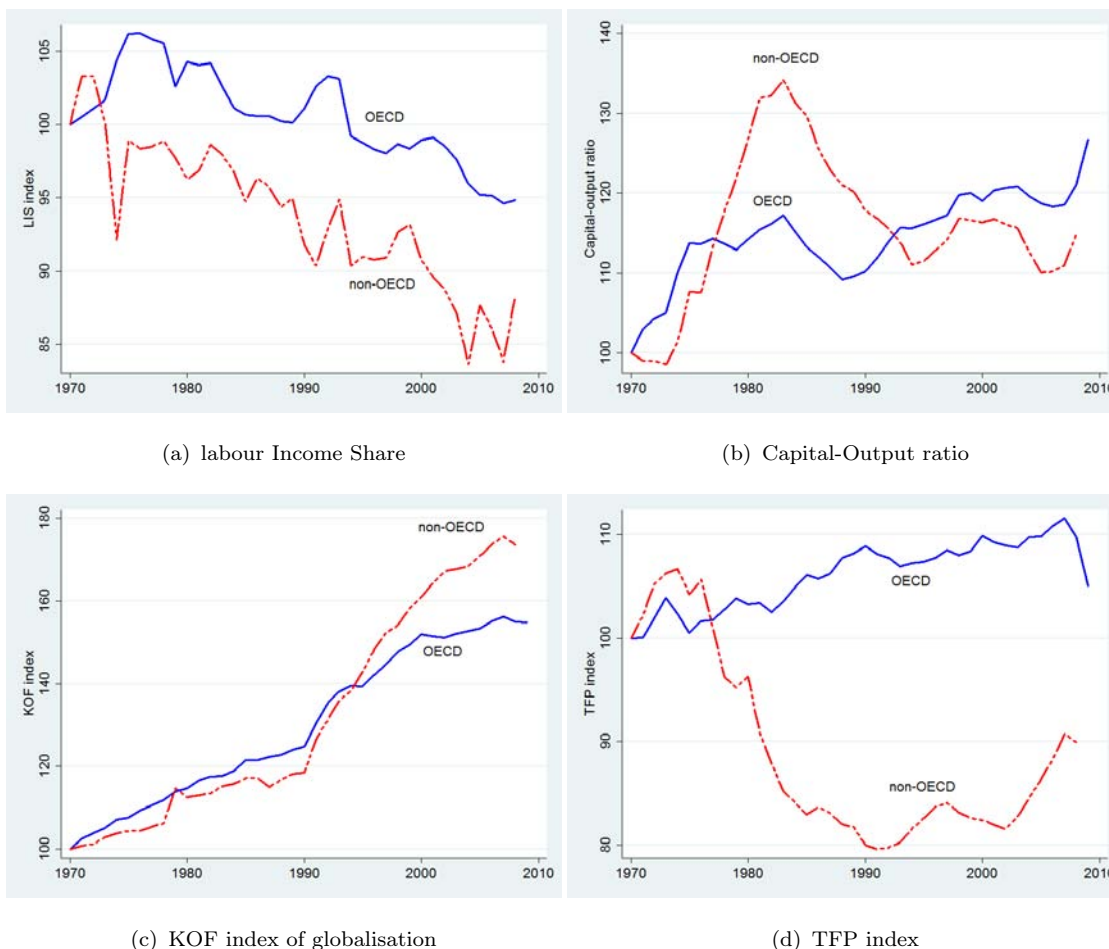 LIS index
105
100
95
90
85
OECD
non-OECD
1970 1980 1990 2000 2010
(a) labour Income Share
Capital-output ratio
140
130
120
110
100
non-OECD
OECD
1970 1980 1990 2000 2010
(b) Capital-Output ratio
KOF index
180
160
140
120
100
non-OECD
OECD
1970 1980 1990 2000 2010
(c) KOF index of globalisation
TFP index
110
100
90
80
OECD
non-OECD
1970 1980 1990 2000 2010
(d) TFP index